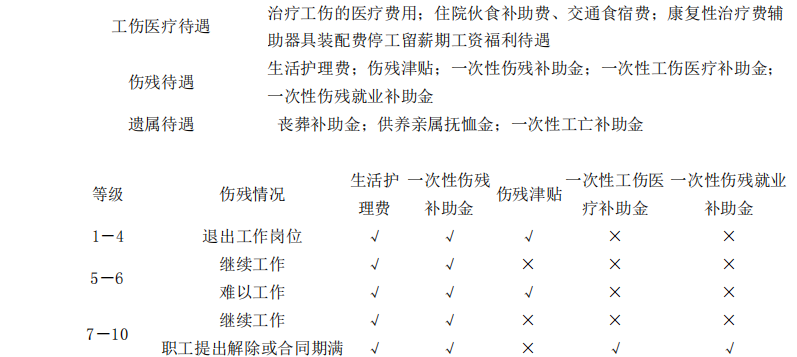 工伤医疗待遇 治疗工伤的医疗费用；住院伙食补助费、交通食宿费；康复性治疗费辅
助器具装配费停工留薪期工资福利待遇
伤残待遇 生活护理费；伤残津贴；一次性伤残补助金；一次性工伤医疗补助金；
一次性伤残就业补助金
遗属待遇 丧葬补助金；供养亲属抚恤金；一次性工亡补助金
等级 伤残情况 生活护理费 一次性伤残补助金 伤残津贴 一次性工伤医疗补助金 一次性伤残就业补助金
1－4 退出工作岗位 √ √ √ × ×
5－6 继续工作 √ √ × × ×
难以工作 √ √ √ × ×
7－10 继续工作 √ √ × × ×
职工提出解除或合同期满 √ √ × √ √